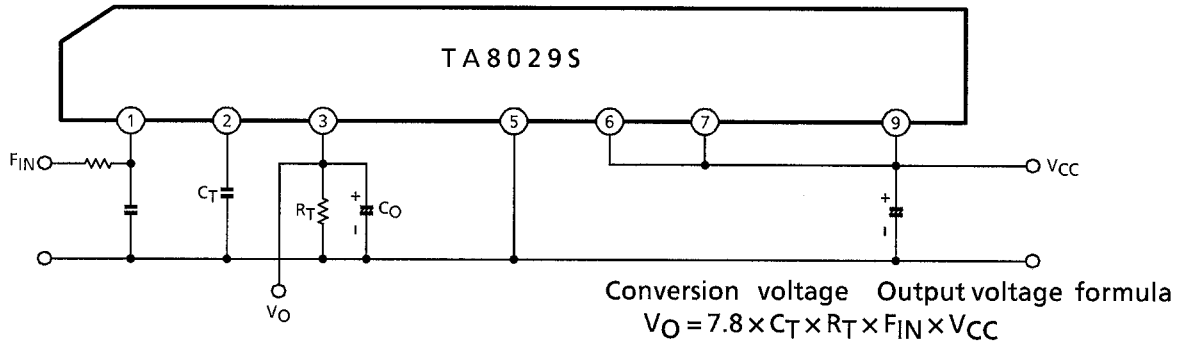 TA8029S
1 2 3 5 6 7 9
FIN
VCC
CT
RT
+
CO
-
+
-
VO
Conversion voltage Output voltage formula
VO = 7.8 × CT × RT × FIN × VCC